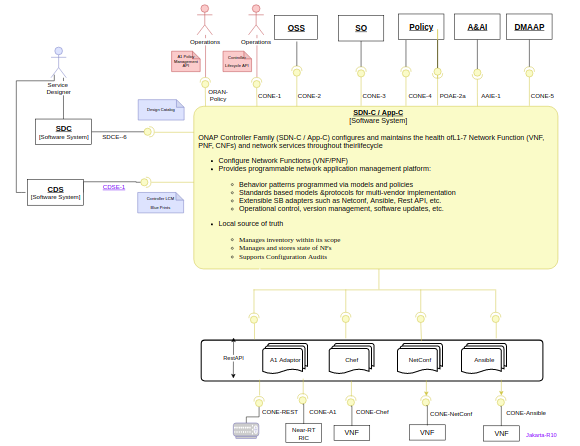 OSS
SO
Policy
A&AI
DMAAP
Operations
Operations
A1 Policy
Management
API
Controller
Lifecycle API
Service
Designer
ORAN-
Policy
CONE-1
CONE-2
CONE-3
CONE-4
POAE-2a
AAIE-1
CONE-5
Design Catalog
SDC
[Software System]
SDCE-6
CDS
[Software System]
CDSE-1
Controller LCM
Blue Prints
SDN-C / App-C
[Software System]
ONAP Controller Family (SDN-C / App-C) configures and maintains the health ofL1-7 Network Function (VNF,
PNF, CNFs) and network services throughout theirlifecycle
• Configure Network Functions (VNF/PNF)
• Provides programmable network application management platform:
Behavior patterns programmed via models and policies
Standards based models &protocols for multi-vendor implementation
Extensible SB adapters such as Netconf, Ansible, Rest API, etc.
Operational control, version management, software updates, etc.
• Local source of truth
Manages inventory within its scope
Manages and stores state of NFs
Supports Configuration Audits
RestAPI
A1 Adaptor
Chef
NetConf
Ansible
CONE-REST
CONE-A1
CONE-Chef
CONE-NetConf
CONE-Ansible
Near-RT
RIC
VNF
VNF
VNF
Jakarta-R10